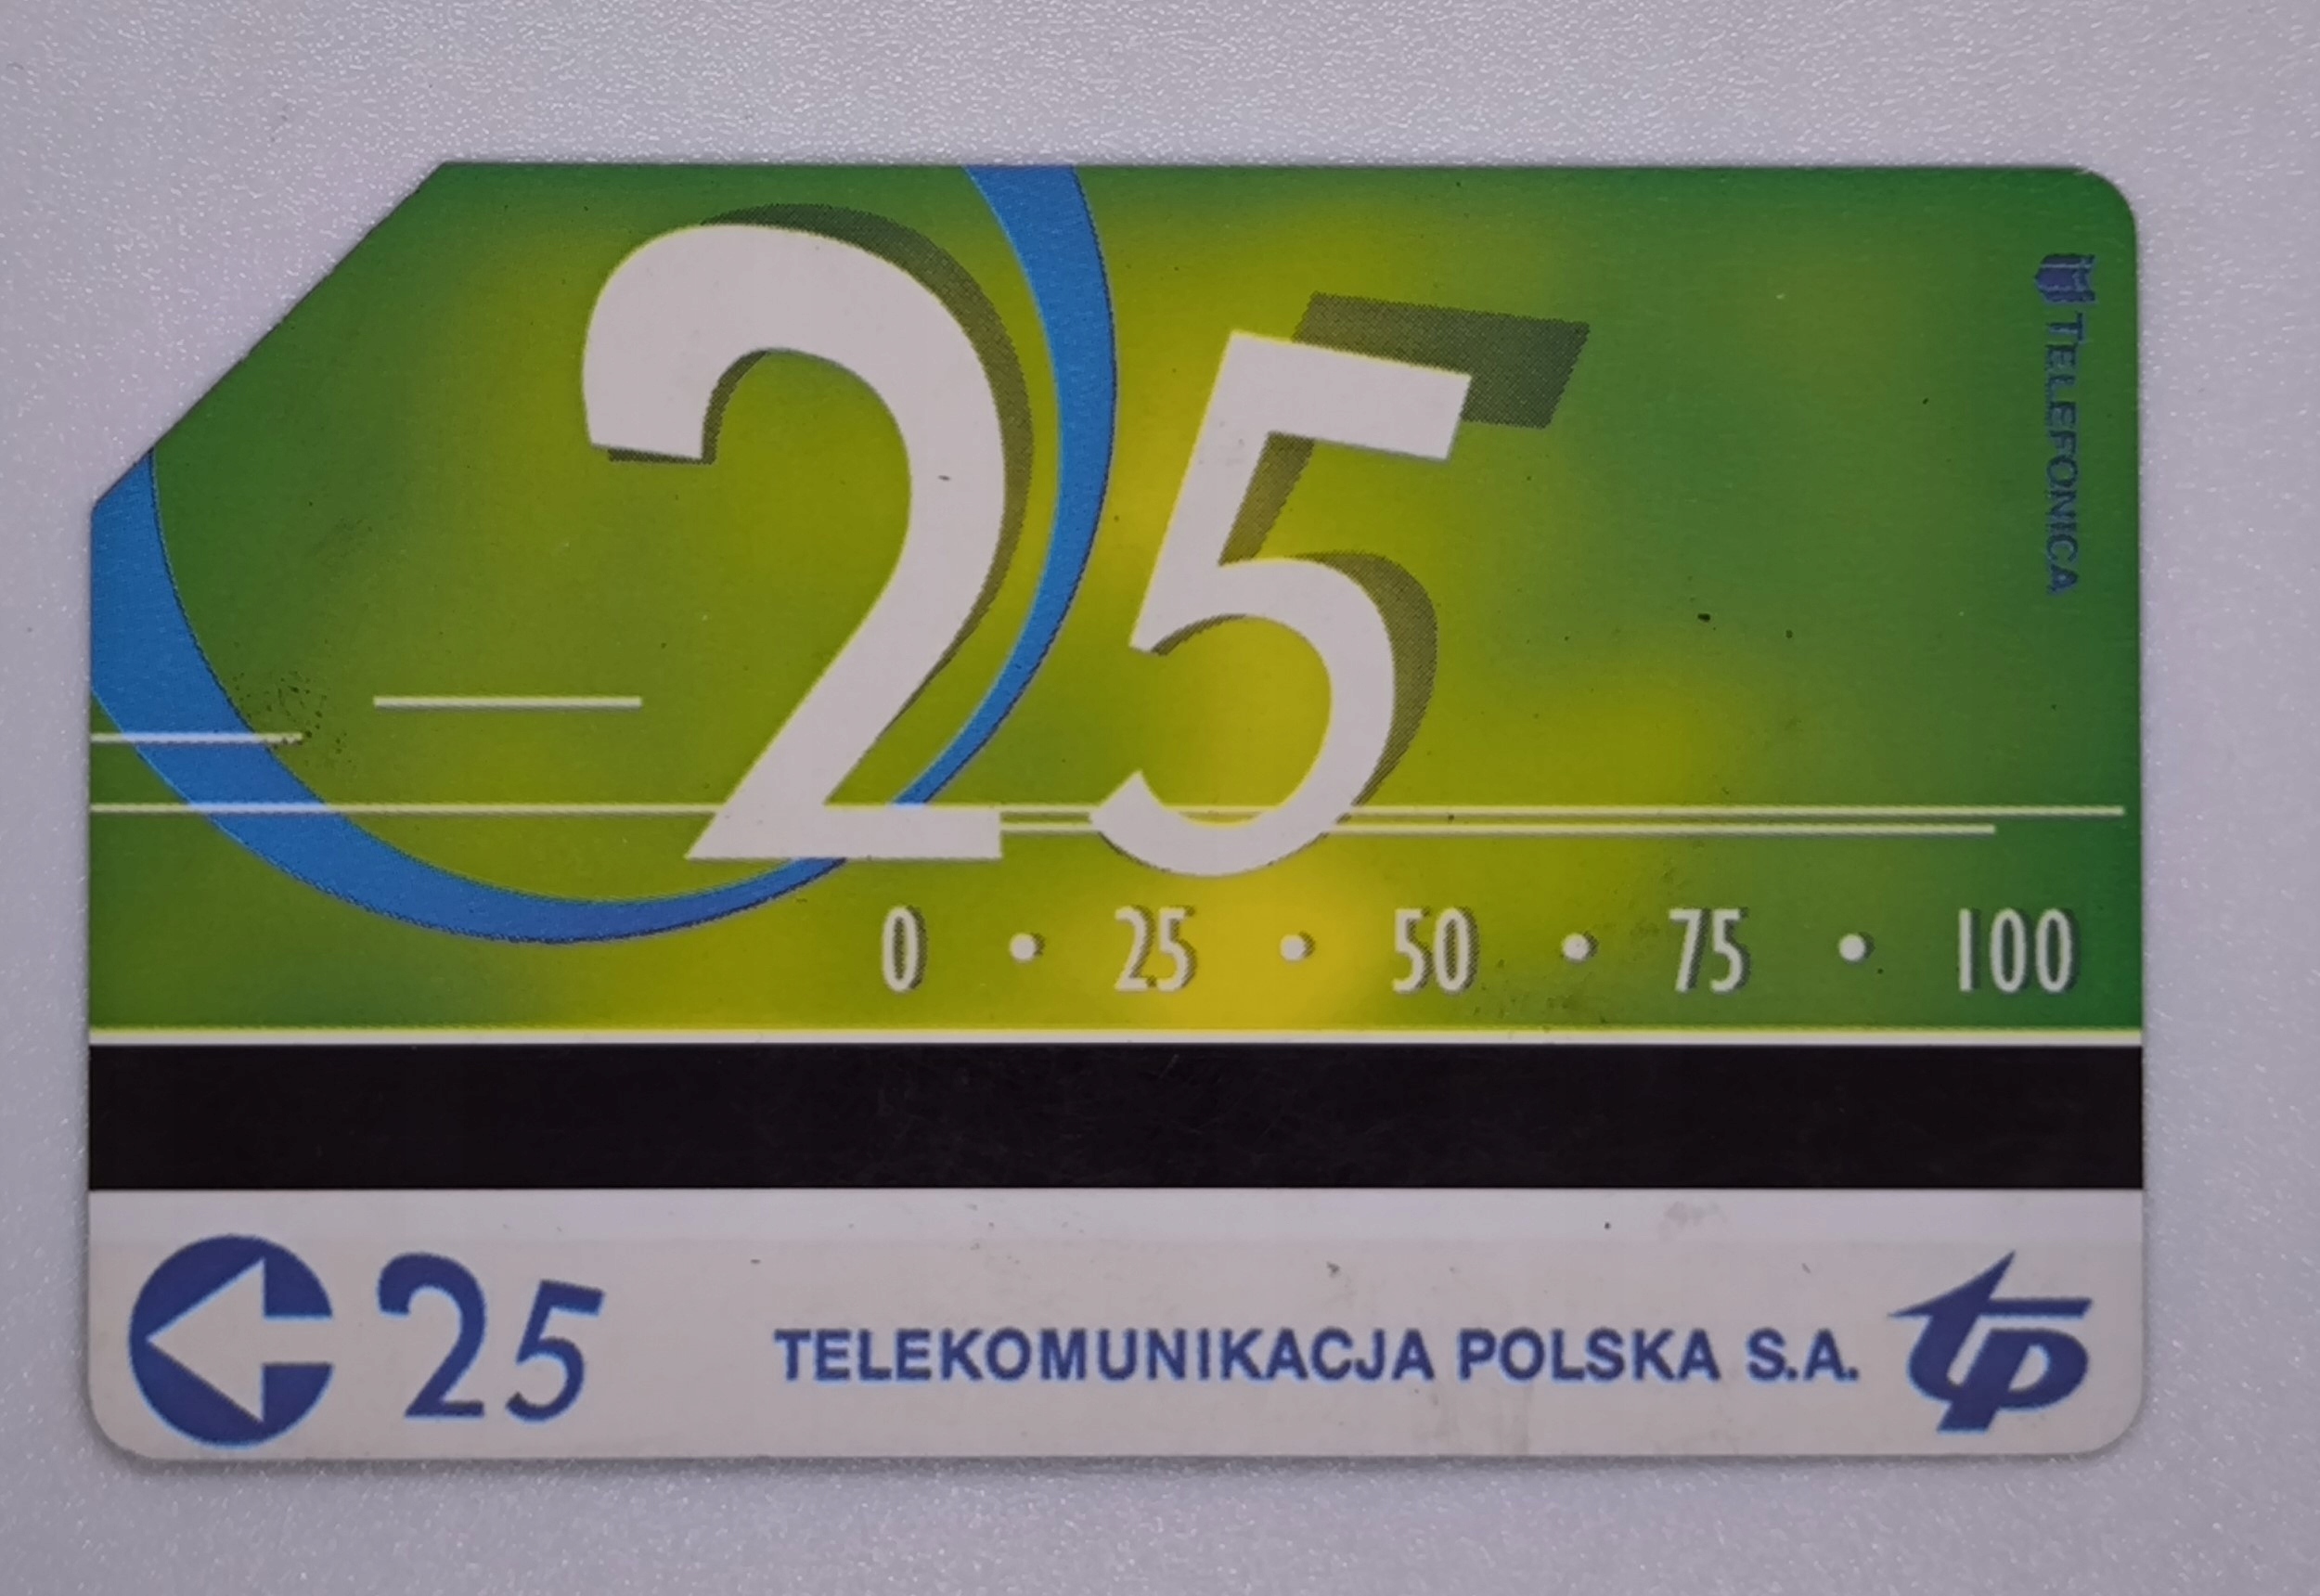 25
TELEFONICA
0 • 25 • 50 • 75 • 100
25
TELEKOMUNIKACJA POLSKA S.A. tp